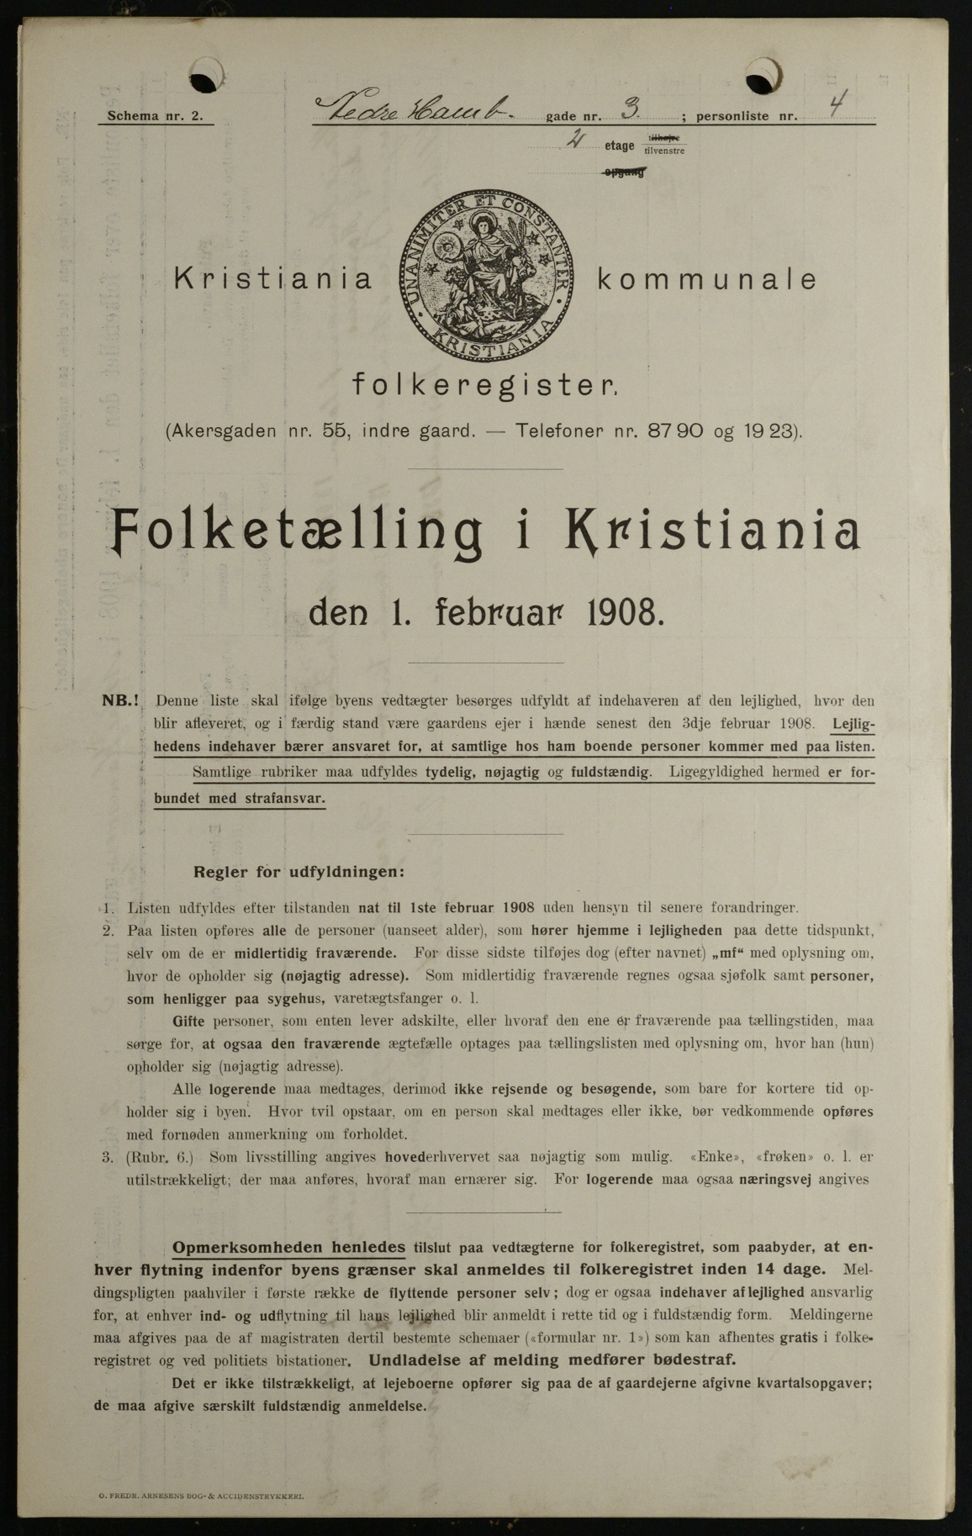 Schema nr. 2.
Nedre Hamb. gade nr. 3. ; personliste nr. 4
2 etage tilhøjre
tilvenstre
opgang
UNANIMITER ET CONSTANTER
KRISTIANIA
Kristiania kommunale
folkeregister.
(Akersgaden nr. 55, indre gaard. — Telefoner nr. 8790 og 1923).
Folketælling i Kristiania
den 1. februar 1908.
NB.! Denne liste skal ifølge byens vedtægter besørges udfyldt af indehaveren af den lejlighed, hvor den
blir afleveret, og i færdig stand være gaardens ejer i hænde senest den 3dje februar 1908. Lejlig-
hedens indehaver bærer ansvaret for, at samtlige hos ham boende personer kommer med paa listen.
Samtlige rubriker maa udfyldes tydelig, nøjagtig og fuldstændig. Ligegyldighed hermed er for-
bundet med strafansvar.
Regler for udfyldningen:
1. Listen udfyldes efter tilstanden nat til 1ste februar 1908 uden hensyn til senere forandringer.
2. Paa listen opføres alle de personer (uanseet alder), som hører hjemme i lejligheden paa dette tidspunkt,
selv om de er midlertidig fraværende. For disse sidste tilføjes dog (efter navnet) „mf“ med oplysning om,
hvor de opholder sig (nøjagtig adresse). Som midlertidig fraværende regnes ogsaa sjøfolk samt personer,
som henligger paa sygehus, varetægtsfanger o. l.
Gifte personer, som enten lever adskilte, eller hvoraf den ene er fraværende paa tællingstiden, maa
sørge for, at ogsaa den fraværende ægtefælle optages paa tællingslisten med oplysning om, hvor han (hun)
opholder sig (nøjagtig adresse).
Alle logerende maa medtages, derimod ikke rejsende og besøgende, som bare for kortere tid op-
holder sig i byen. Hvor tvil opstaar, om en person skal medtages eller ikke, bør vedkommende opføres
med fornøden anmerkning om forholdet.
3. (Rubr. 6.) Som livsstilling angives hovederhvervet saa nøjagtig som mulig. «Enke», «frøken» o. l. er
utilstrækkeligt; der maa anføres, hvoraf man ernærer sig. For logerende maa ogsaa næringsvej angives
Opmerksomheden henledes tilslut paa vedtægterne for folkeregistret, som paabyder, at en-
hver flytning indenfor byens grænser skal anmeldes til folkeregistret inden 14 dage. Mel-
dingspligten paahviler i første række de flyttende personer selv; dog er ogsaa indehaver af lejlighed ansvarlig
for, at enhver ind- og udflytning til hans lejlighed blir anmeldt i rette tid og i fuldstændig form. Meldingerne
maa afgives paa de af magistraten dertil bestemte schemaer («formular nr. 1») som kan afhentes gratis i folke-
registret og ved politiets bistationer. Undladelse af melding medfører bødestraf.
Det er ikke tilstrækkeligt, at lejeboerne opfører sig paa de af gaardejerne afgivne kvartalsopgaver;
de maa afgive særskilt fuldstændig anmeldelse.
O. FREDR. ARNESENS BOG- & ACCIDENSTRYKKERI.